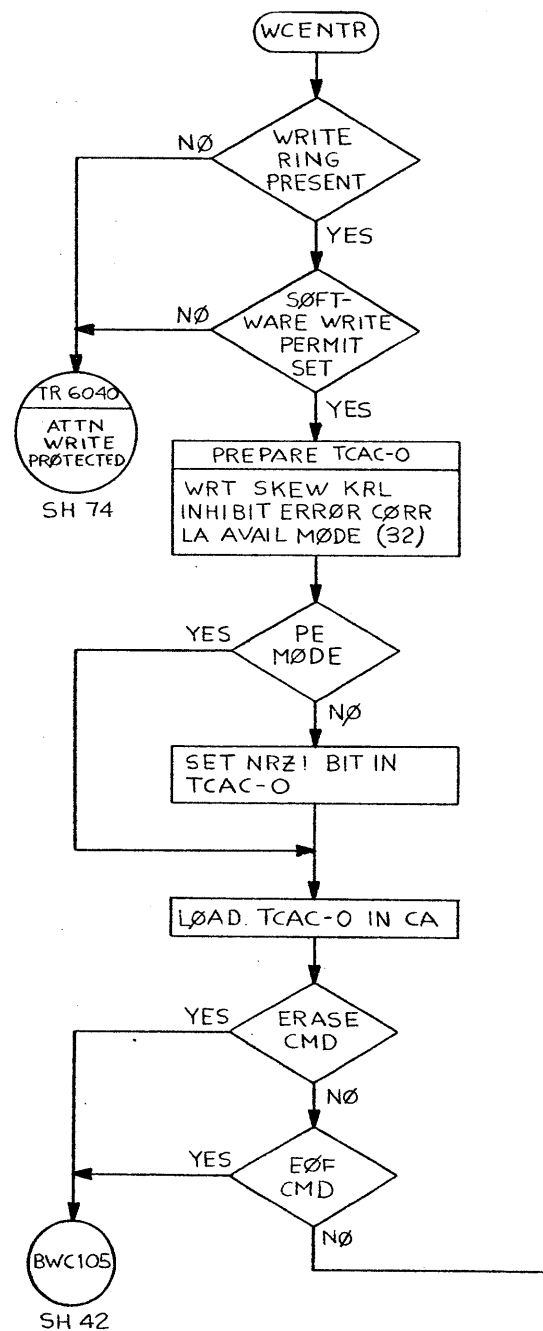 WCENTR
NØ
WRITE
RING
PRESENT
YES
NØ
SØFT-
WARE WRITE
PERMIT
SET
YES
TR 6040
ATTN
WRITE
PRØTECTED
SH 74
PREPARE TCAC-0
WRT SKEW KRL
INHIBIT ERRØR CØRR
LA AVAIL MØDE (32)
YES
PE
MØDE
NØ
SET NRZI BIT IN
TCAC-0
LØAD TCAC-0 IN CA
YES
ERASE
CMD
NØ
YES
EØF
CMD
NØ
BWC105
SH 42